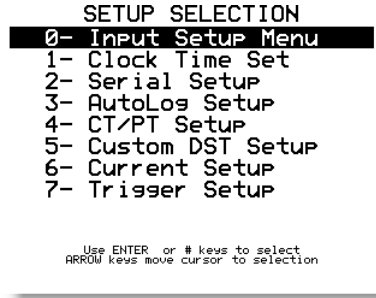 SETUP SELECTION
0- Input Setup Menu
1- Clock Time Set
2- Serial Setup
3- AutoLog Setup
4- CT/PT Setup
5- Custom DST Setup
6- Current Setup
7- Trigger Setup
Use ENTER or # keys to select
ARROW keys move cursor to selection